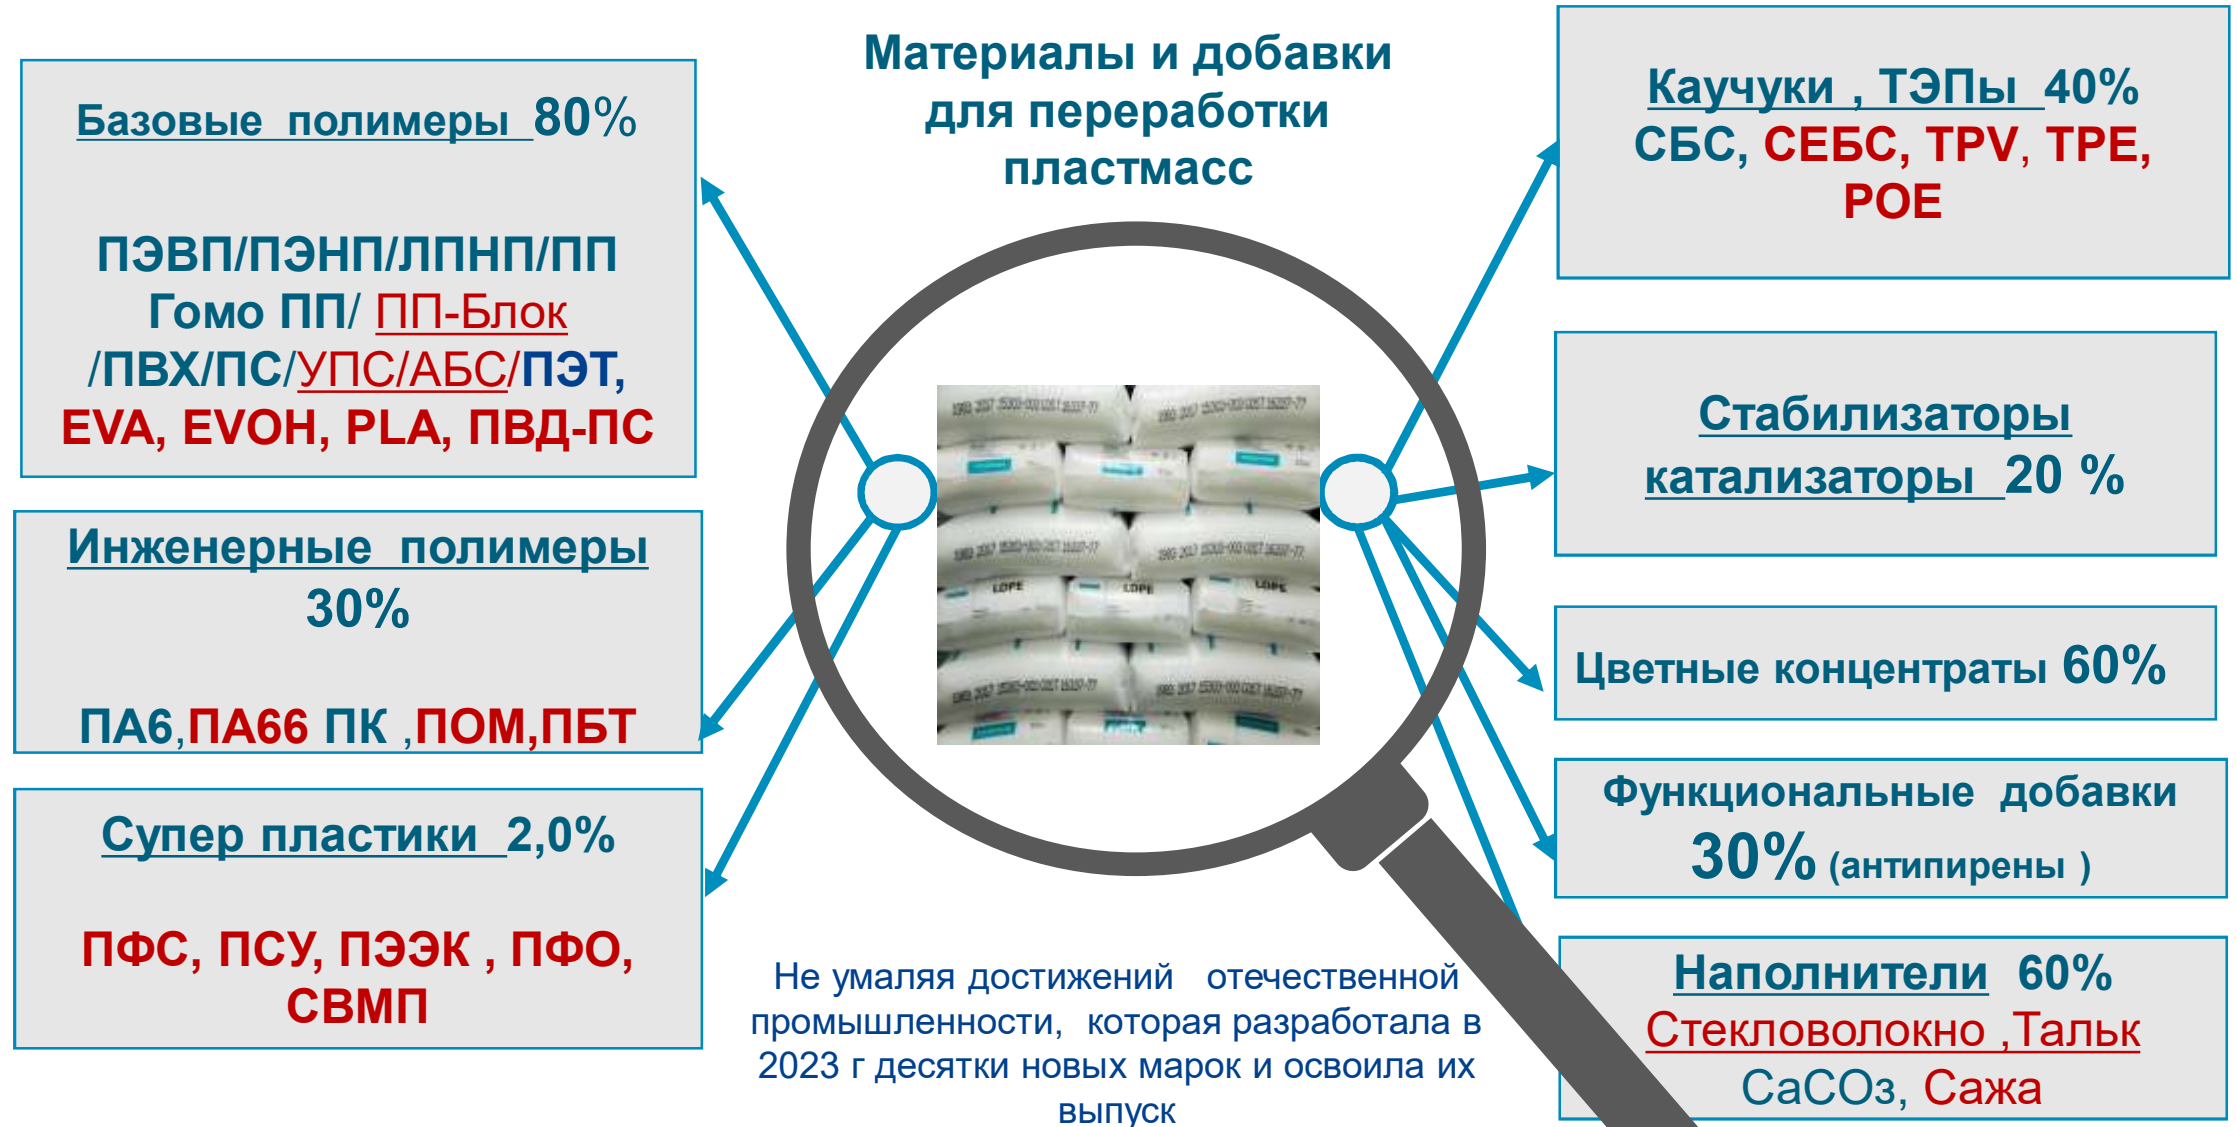 Материалы и добавки
для переработки
пластмасс
Базовые полимеры 80%
ПЭВП/ПЭНП/ЛПНП/ПП
Гомо ПП/ ПП-Блок
/ПВХ/ПС/УПС/АБС/ПЭТ,
EVA, EVOH, PLA, ПВД-ПС
Инженерные полимеры
30%
ПА6,ПА66 ПК ,ПОМ,ПБТ
Супер пластики 2,0%
ПФС, ПСУ, ПЭЭК , ПФО,
СВМП
LDPE
LDPE
LDPE
Не умаляя достижений отечественной
промышленности, которая разработала в
2023 г десятки новых марок и освоила их
выпуск
Каучуки , ТЭПы 40%
СБС, СЕБС, TPV, TPE,
POE
Стабилизаторы
катализаторы 20 %
Цветные концентраты 60%
Функциональные добавки
30% (антипирены )
Наполнители 60%
Стекловолокно ,Тальк
СаСОз, Сажа